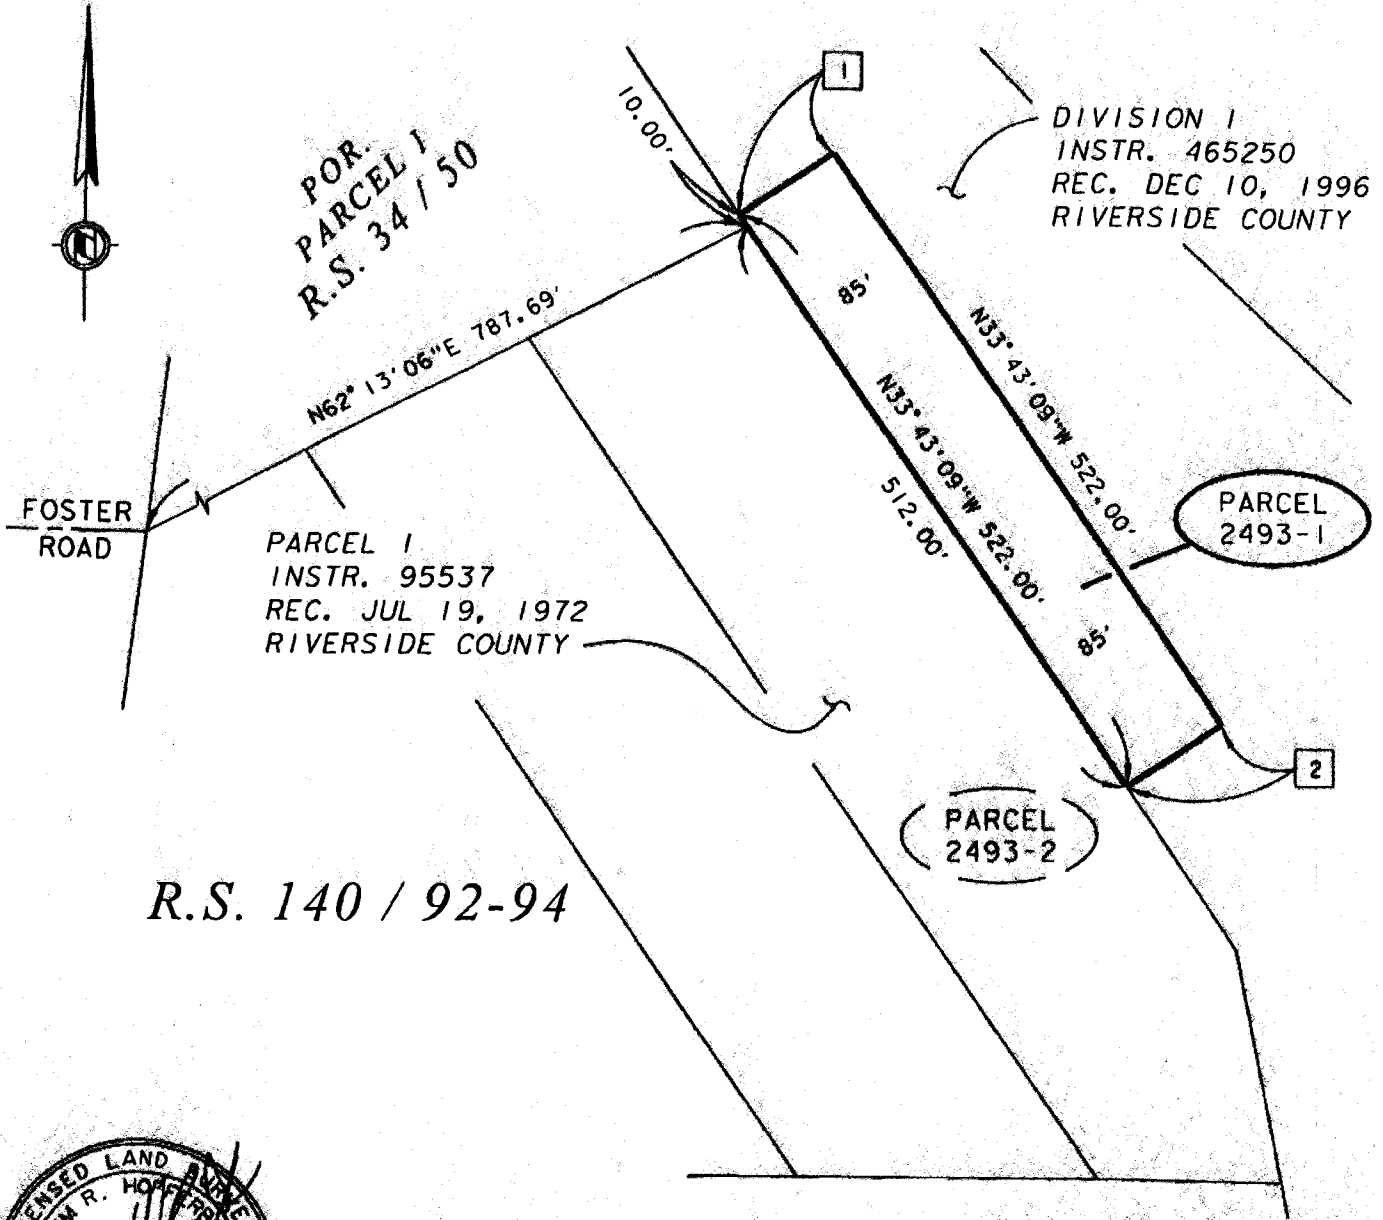 1
10.00'
DIVISION 1
INSTR. 465250
REC. DEC 10, 1996
RIVERSIDE COUNTY
POR.
PARCEL 1
R.S. 34 / 50
85'
N62° 13' 06"E 787.69'
N33° 43' 09"W 522.00'
N33° 43' 09"W 522.00'
512.00'
FOSTER
ROAD
PARCEL
2493-1
PARCEL 1
INSTR. 95537
REC. JUL 19, 1972
RIVERSIDE COUNTY
85'
2
PARCEL
2493-2
R.S. 140 / 92-94
LAND
R.